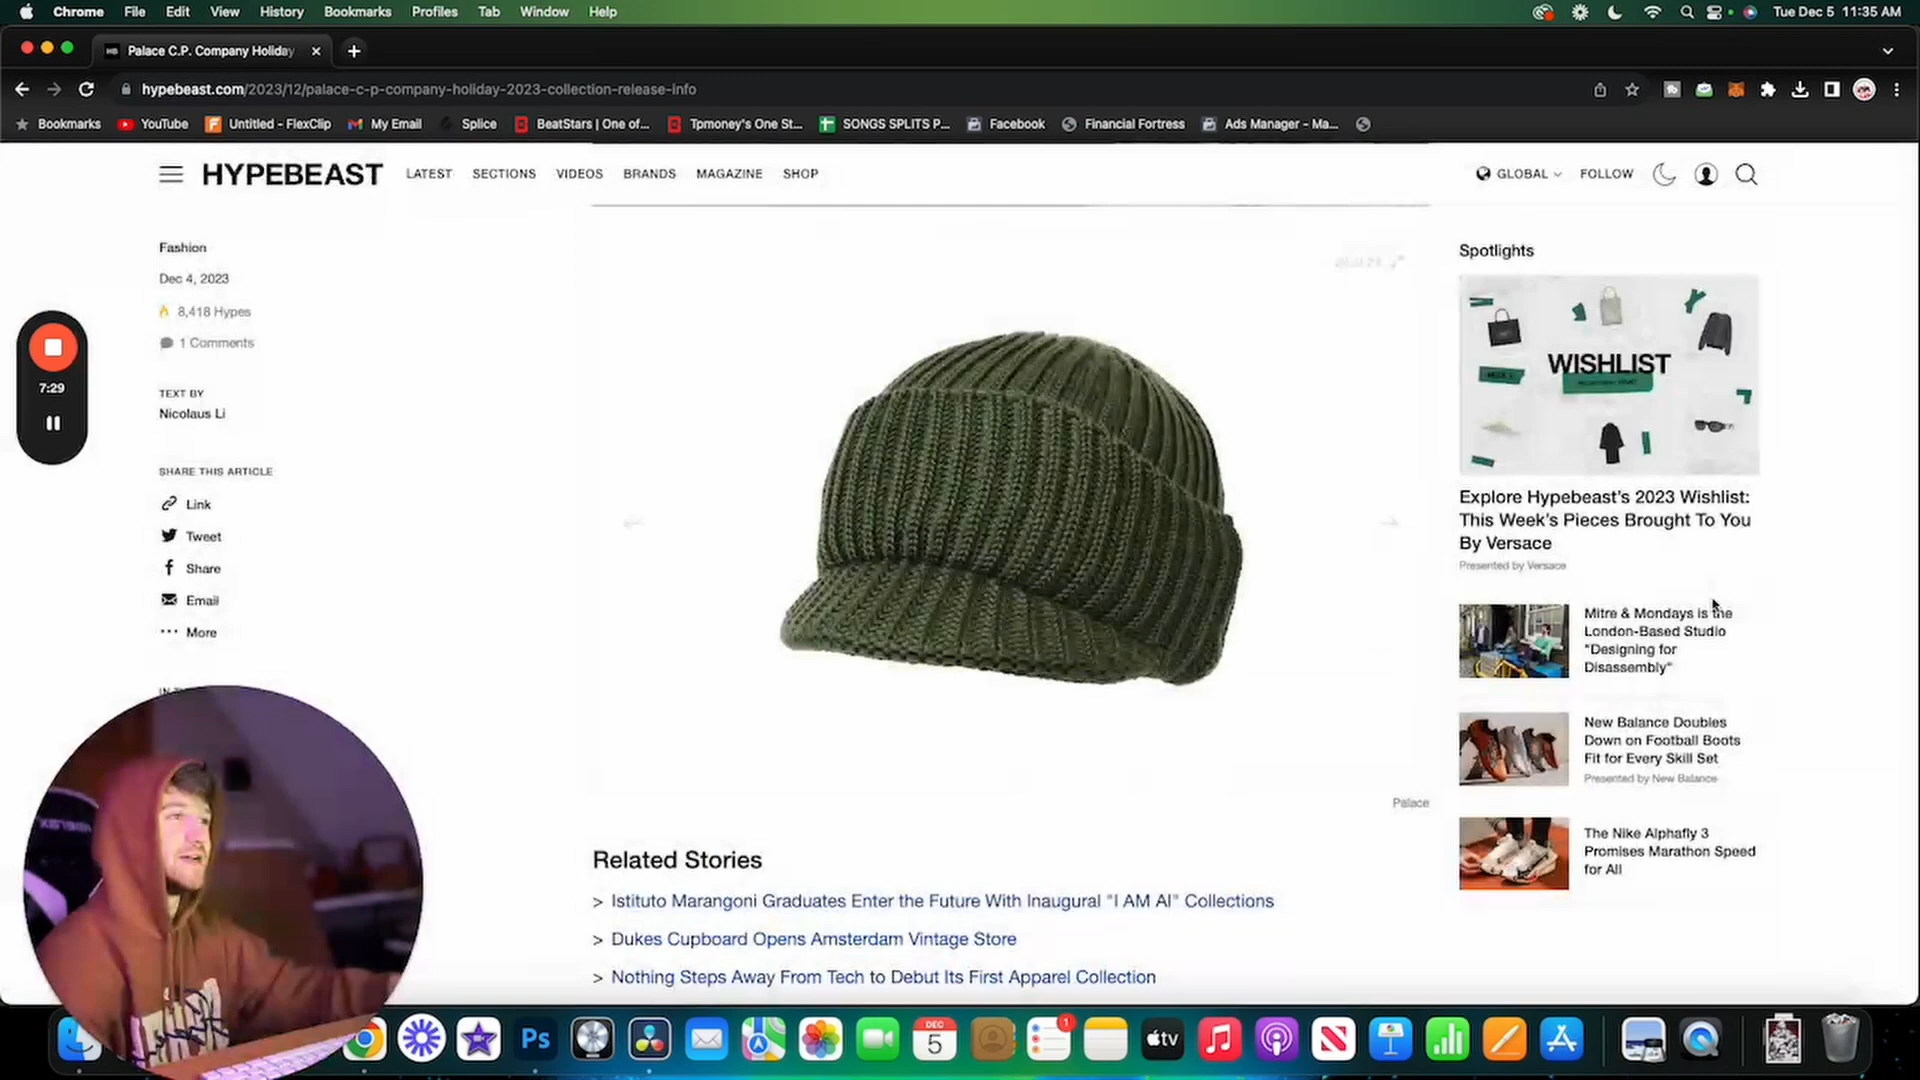 Chrome File Edit View History Bookmarks Profiles Tab Window Help
Tue Dec 5 11:35 AM
Palace C.P. Company Holiday
hypebeast.com/2023/12/palace-c-p-company-holiday-2023-collection-release-info
Bookmarks YouTube Untitled - FlexClip My Email Splice BeatStars | One of... Tpmoney's One St... SONGS SPLITS P... Facebook Financial Fortress Ads Manager - Ma...
HYPEBEAST LATEST SECTIONS VIDEOS BRANDS MAGAZINE SHOP
GLOBAL FOLLOW
Fashion
Dec 4, 2023
8,418 Hypes
1 Comments
7:29
TEXT BY
Nicolaus Li
SHARE THIS ARTICLE
Link
Tweet
Share
Email
More
Palace
Related Stories
> Istituto Marangoni Graduates Enter the Future With Inaugural "I AM AI" Collections
> Dukes Cupboard Opens Amsterdam Vintage Store
> Nothing Steps Away From Tech to Debut Its First Apparel Collection
Spotlights
WISHLIST
Explore Hypebeast's 2023 Wishlist:
This Week's Pieces Brought To You
By Versace
Presented by Versace
Mitre & Mondays is the
London-Based Studio
"Designing for
Disassembly"
New Balance Doubles
Down on Football Boots
Fit for Every Skill Set
Presented by New Balance
The Nike Alphafly 3
Promises Marathon Speed
for All
Ps
DEC
5
1
tv